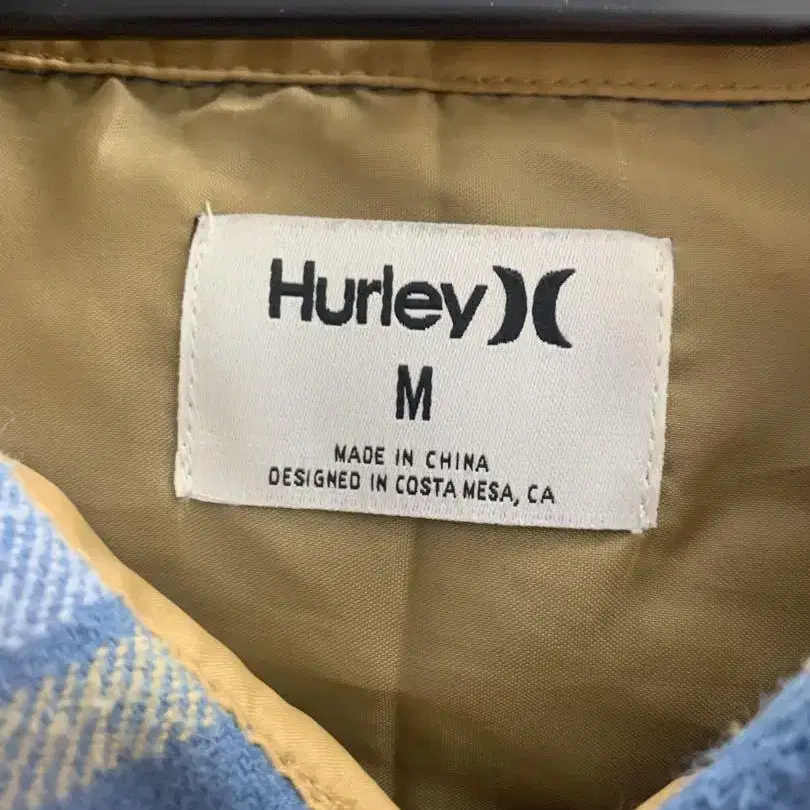 Hurley
M
MADE IN CHINA
DESIGNED IN COSTA MESA, CA